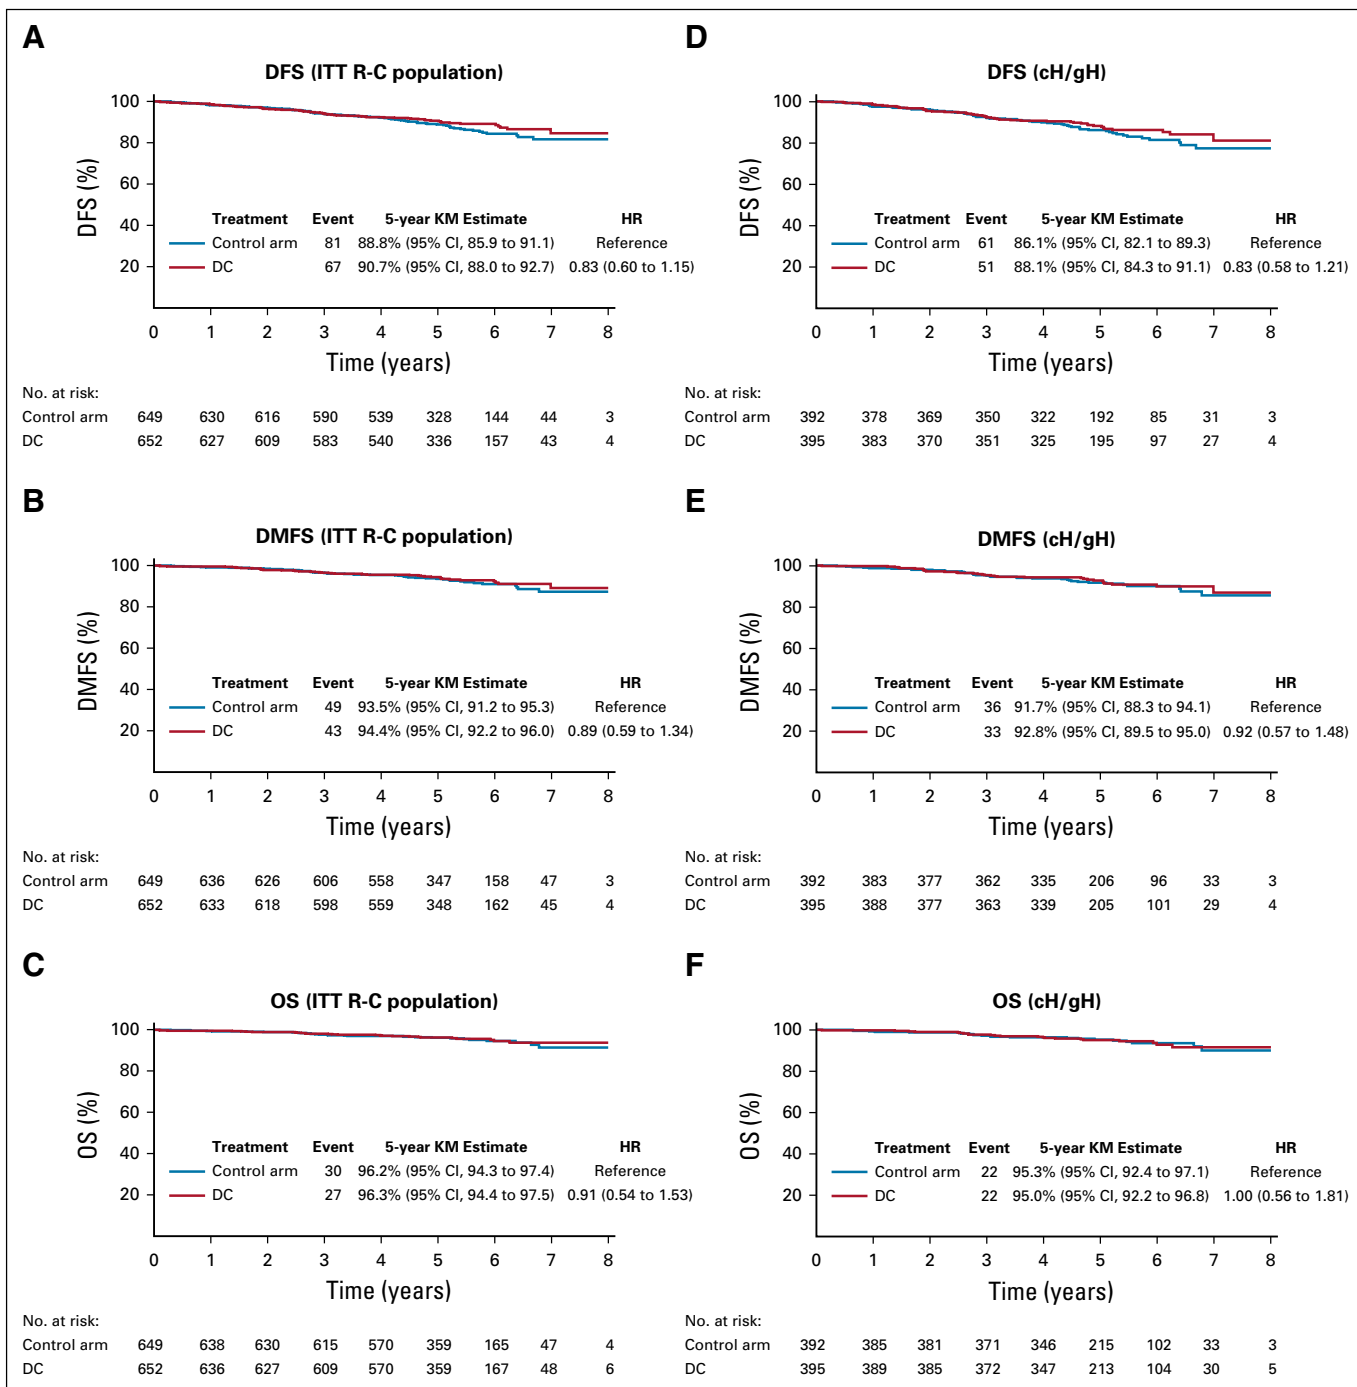 A
DFS (ITT R-C population)
DFS (%)
100
80
60
40
20
Treatment Event 5-year KM Estimate HR
Control arm 81 88.8% (95% CI, 85.9 to 91.1) Reference
DC 67 90.7% (95% CI, 88.0 to 92.7) 0.83 (0.60 to 1.15)
0 1 2 3 4 5 6 7 8
Time (years)
No. at risk:
Control arm 649 630 616 590 539 328 144 44 3
DC 652 627 609 583 540 336 157 43 4
B
DMFS (ITT R-C population)
DMFS (%)
100
80
60
40
20
Treatment Event 5-year KM Estimate HR
Control arm 49 93.5% (95% CI, 91.2 to 95.3) Reference
DC 43 94.4% (95% CI, 92.2 to 96.0) 0.89 (0.59 to 1.34)
0 1 2 3 4 5 6 7 8
Time (years)
No. at risk:
Control arm 649 636 626 606 558 347 158 47 3
DC 652 633 618 598 559 348 162 45 4
C
OS (ITT R-C population)
OS (%)
100
80
60
40
20
Treatment Event 5-year KM Estimate HR
Control arm 30 96.2% (95% CI, 94.3 to 97.4) Reference
DC 27 96.3% (95% CI, 94.4 to 97.5) 0.91 (0.54 to 1.53)
0 1 2 3 4 5 6 7 8
Time (years)
No. at risk:
Control arm 649 638 630 615 570 359 165 47 4
DC 652 636 627 609 570 359 167 48 6
D
DFS (cH/gH)
DFS (%)
100
80
60
40
20
Treatment Event 5-year KM Estimate HR
Control arm 61 86.1% (95% CI, 82.1 to 89.3) Reference
DC 51 88.1% (95% CI, 84.3 to 91.1) 0.83 (0.58 to 1.21)
0 1 2 3 4 5 6 7 8
Time (years)
No. at risk:
Control arm 392 378 369 350 322 192 85 31 3
DC 395 383 370 351 325 195 97 27 4
E
DMFS (cH/gH)
DMFS (%)
100
80
60
40
20
Treatment Event 5-year KM Estimate HR
Control arm 36 91.7% (95% CI, 88.3 to 94.1) Reference
DC 33 92.8% (95% CI, 89.5 to 95.0) 0.92 (0.57 to 1.48)
0 1 2 3 4 5 6 7 8
Time (years)
No. at risk:
Control arm 392 383 377 362 335 206 96 33 3
DC 395 388 377 363 339 205 101 29 4
F
OS (cH/gH)
OS (%)
100
80
60
40
20
Treatment Event 5-year KM Estimate HR
Control arm 22 95.3% (95% CI, 92.4 to 97.1) Reference
DC 22 95.0% (95% CI, 92.2 to 96.8) 1.00 (0.56 to 1.81)
0 1 2 3 4 5 6 7 8
Time (years)
No. at risk:
Control arm 392 385 381 371 346 215 102 33 3
DC 395 389 385 372 347 213 104 30 5